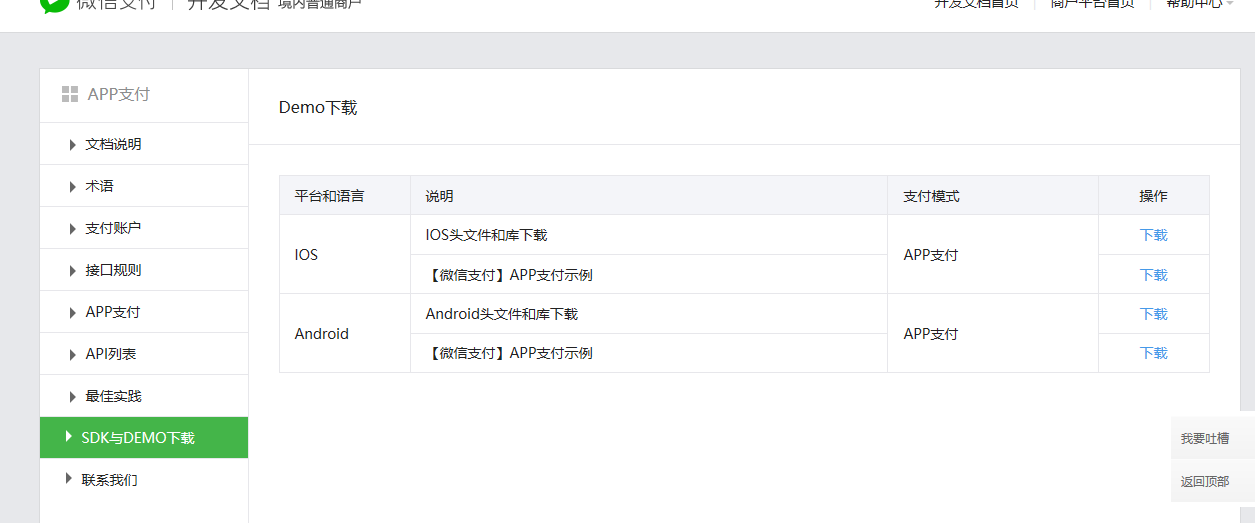 微信支付 | 开发文档 境内普通商户
开发文档首页 商户平台首页 帮助中心
APP支付
文档说明
术语
支付账户
接口规则
APP支付
API列表
最佳实践
SDK与DEMO下载
联系我们
Demo下载
平台和语言 说明 支付模式 操作
IOS IOS头文件和库下载 APP支付 下载
【微信支付】APP支付示例 下载
Android Android头文件和库下载 APP支付 下载
【微信支付】APP支付示例 下载
我要吐槽
返回顶部